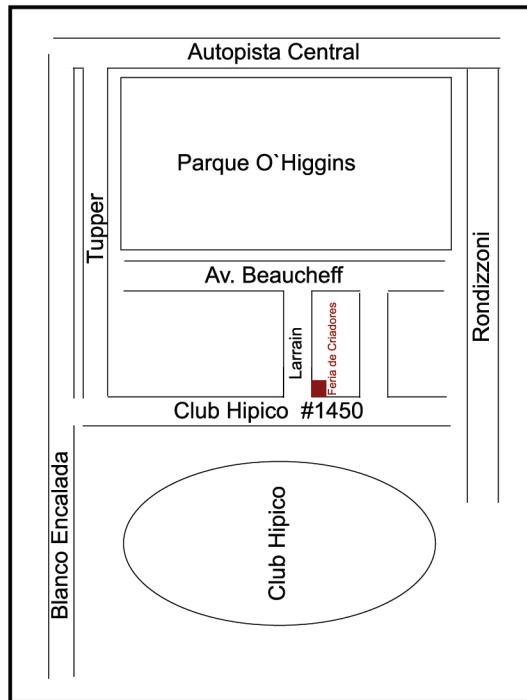 Autopista Central
Parque O`Higgins
Tupper
Rondizzoni
Av. Beaucheff
Larrain
Feria de Criadores
Club Hipico #1450
Blanco Encalada
Club Hipico